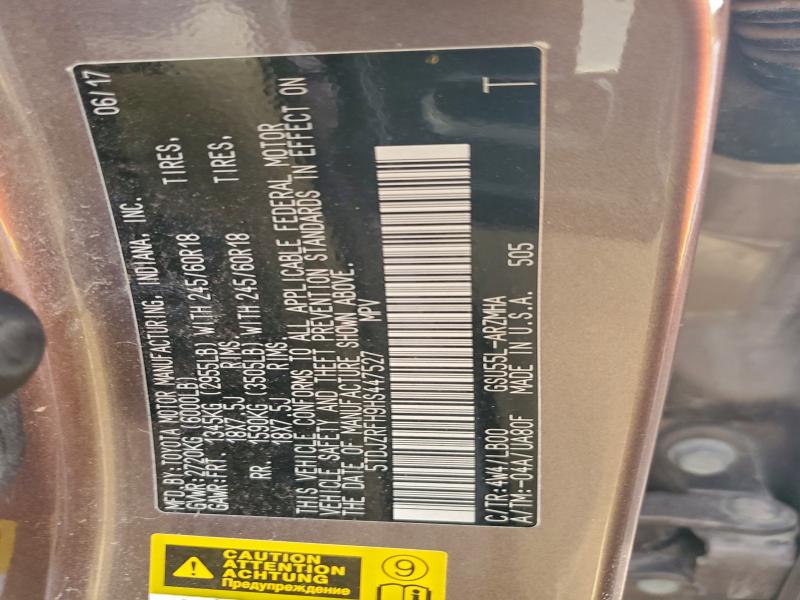 MFD.BY:TOYOTA MOTOR MANUFACTURING, INDIANA, INC. 06/17
GVWR:2720KG (6000LB)
GAWR:FRT. 1345KG (2955LB) WITH 245/60R18 TIRES,
18X7.5J RIMS,
RR. 1590KG (3505LB) WITH 245/60R18 TIRES,
18X7.5J RIMS.
THIS VEHICLE CONFORMS TO ALL APPLICABLE FEDERAL MOTOR
VEHICLE SAFETY AND THEFT PREVENTION STANDARDS IN EFFECT ON
THE DATE OF MANUFACTURE SHOWN ABOVE.
5TDJZRFH9HS447527 MPV
C/TR:4W4/LB00 GSU55L-ARZMHA
A/TM:-04A/UA80F MADE IN U.S.A. 505
T
CAUTION
ATTENTION
ACHTUNG
Предупреждение
9